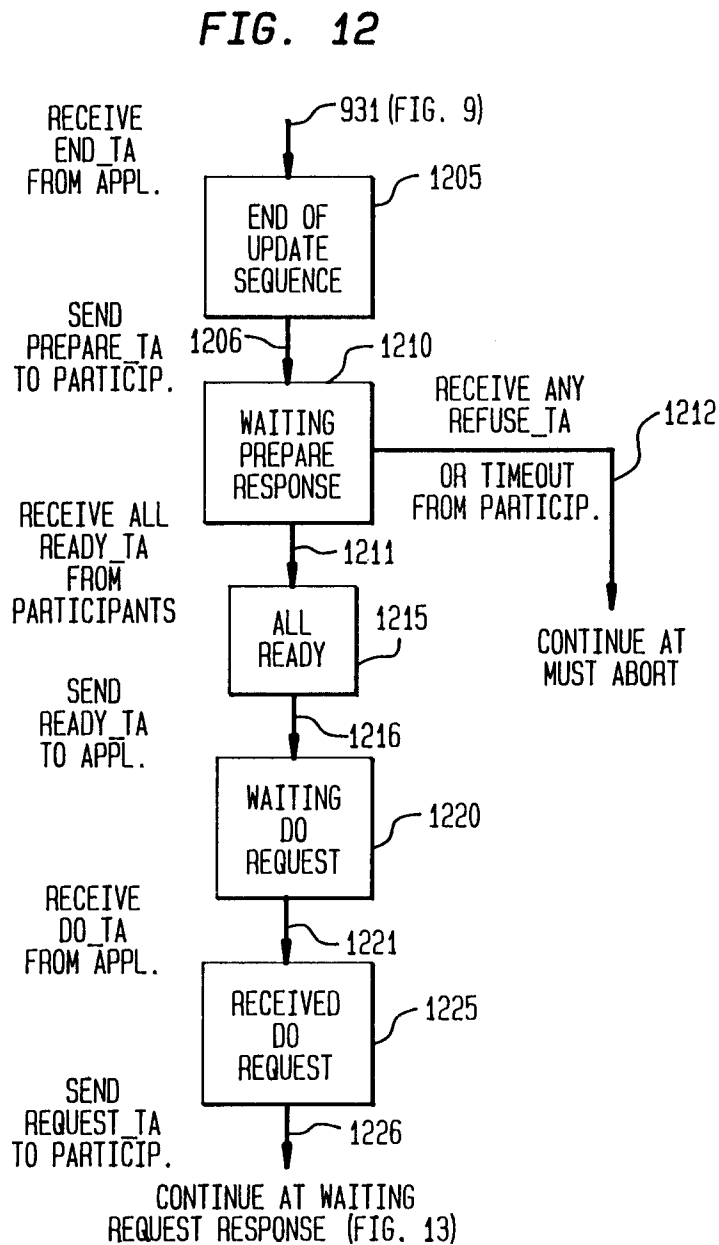 FIG. 12
RECEIVE
END_TA
FROM APPL.
931 (FIG. 9)
1205
END OF
UPDATE
SEQUENCE
SEND
PREPARE_TA
TO PARTICIP.
1206
1210
WAITING
PREPARE
RESPONSE
RECEIVE ANY
REFUSE_TA
OR TIMEOUT
FROM PARTICIP.
1212
RECEIVE ALL
READY_TA
FROM
PARTICIPANTS
1211
ALL
READY
1215
CONTINUE AT
MUST ABORT
SEND
READY_TA
TO APPL.
1216
WAITING
DO
REQUEST
1220
RECEIVE
DO_TA
FROM APPL.
1221
RECEIVED
DO
REQUEST
1225
SEND
REQUEST_TA
TO PARTICIP.
1226
CONTINUE AT WAITING
REQUEST RESPONSE (FIG. 13)